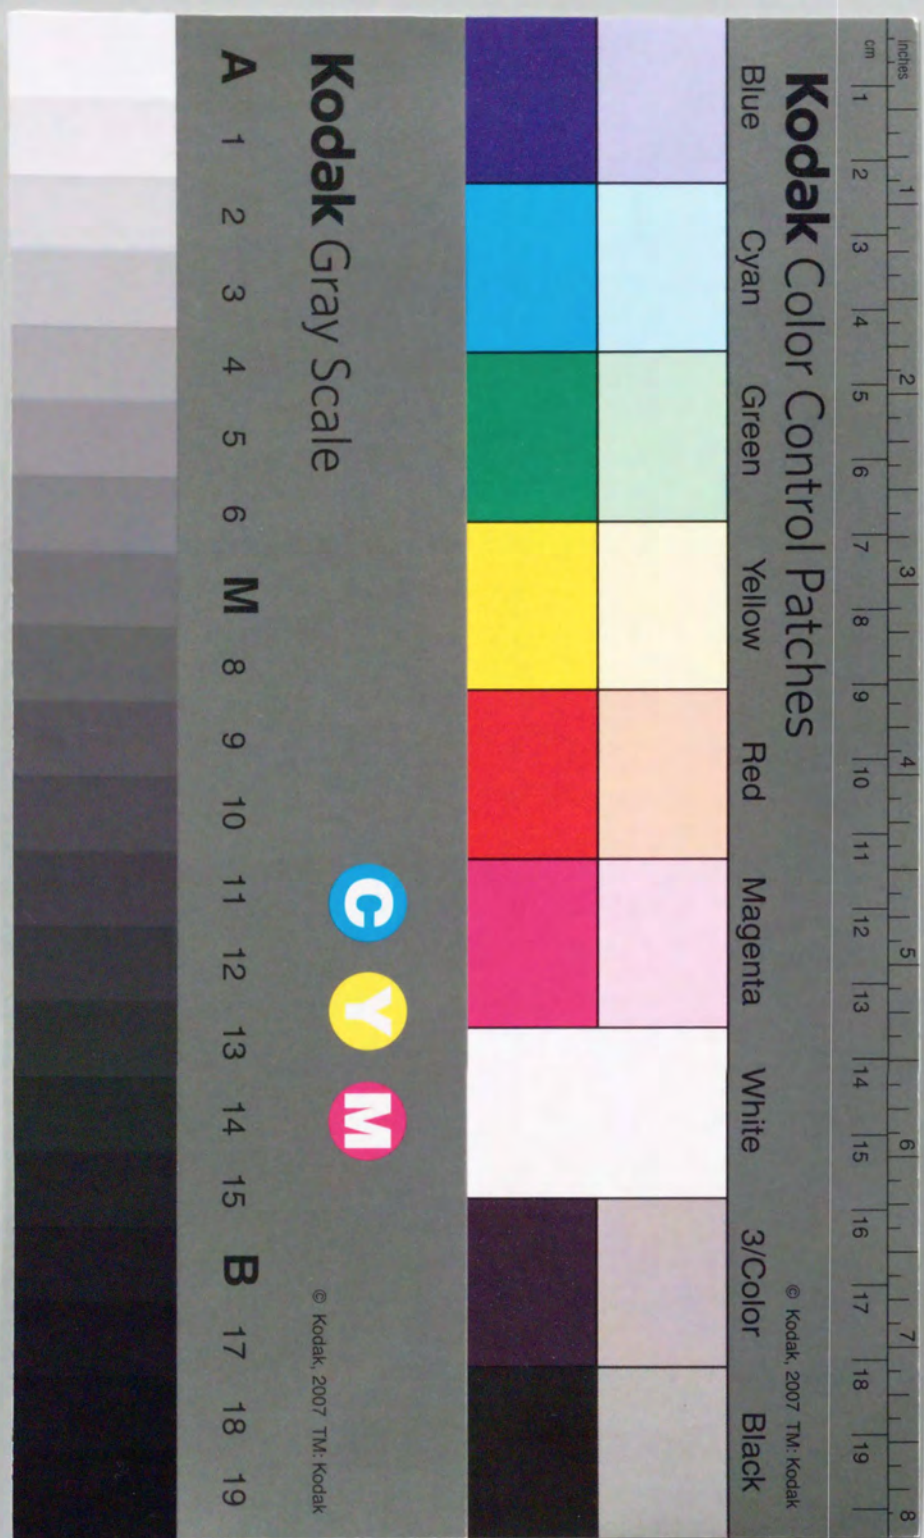 inches 1 2 3 4 5 6 7 8
cm 1 2 3 4 5 6 7 8 9 10 11 12 13 14 15 16 17 18 19
Kodak Color Control Patches © Kodak, 2007 TM: Kodak
Blue Cyan Green Yellow Red Magenta White 3/Color Black
Kodak Gray Scale C Y M © Kodak, 2007 TM: Kodak
A 1 2 3 4 5 6 M 8 9 10 11 12 13 14 15 B 17 18 19